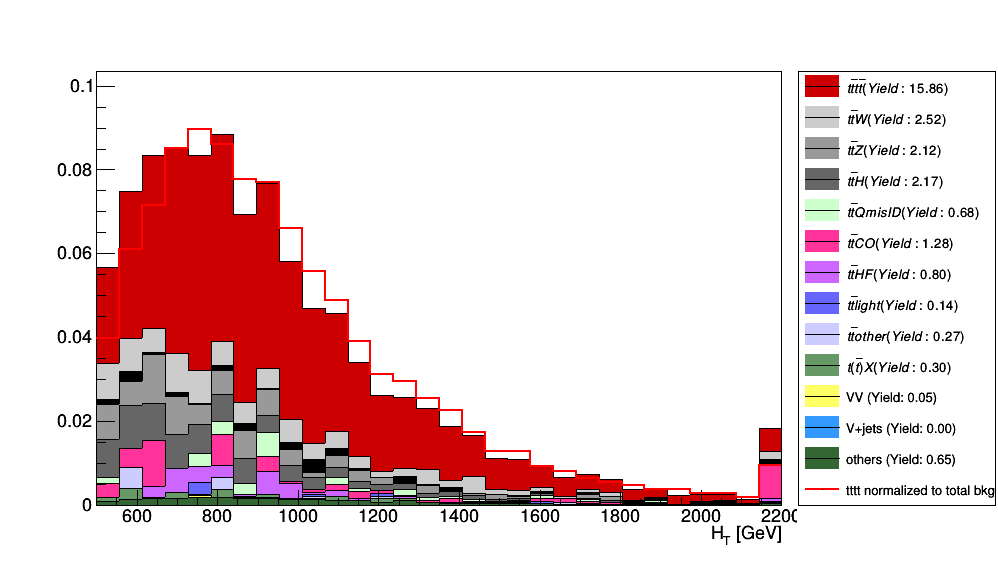 0.1
0.08
0.06
0.04
0.02
0
600 800 1000 1200 1400 1600 1800 2000 2200
H_T [GeV]
tt̄tt̄(Yield : 15.86)
tt̄W(Yield : 2.52)
tt̄Z(Yield : 2.12)
tt̄H(Yield : 2.17)
tt̄QmisID(Yield : 0.68)
tt̄CO(Yield : 1.28)
tt̄HF(Yield : 0.80)
tt̄light(Yield : 0.14)
tt̄other(Yield : 0.27)
t(t̄)X(Yield : 0.30)
VV (Yield: 0.05)
V+jets (Yield: 0.00)
others (Yield: 0.65)
tttt normalized to total bkg